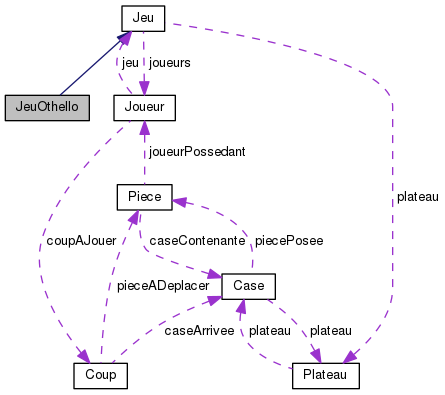 Jeu
jeu joueurs
JeuOthello
Joueur
joueurPossedant
Piece
plateau
coupAJouer
caseContenante
piecePosee
pieceADeplacer
Case
caseArrivee
plateau
plateau
Coup
Plateau